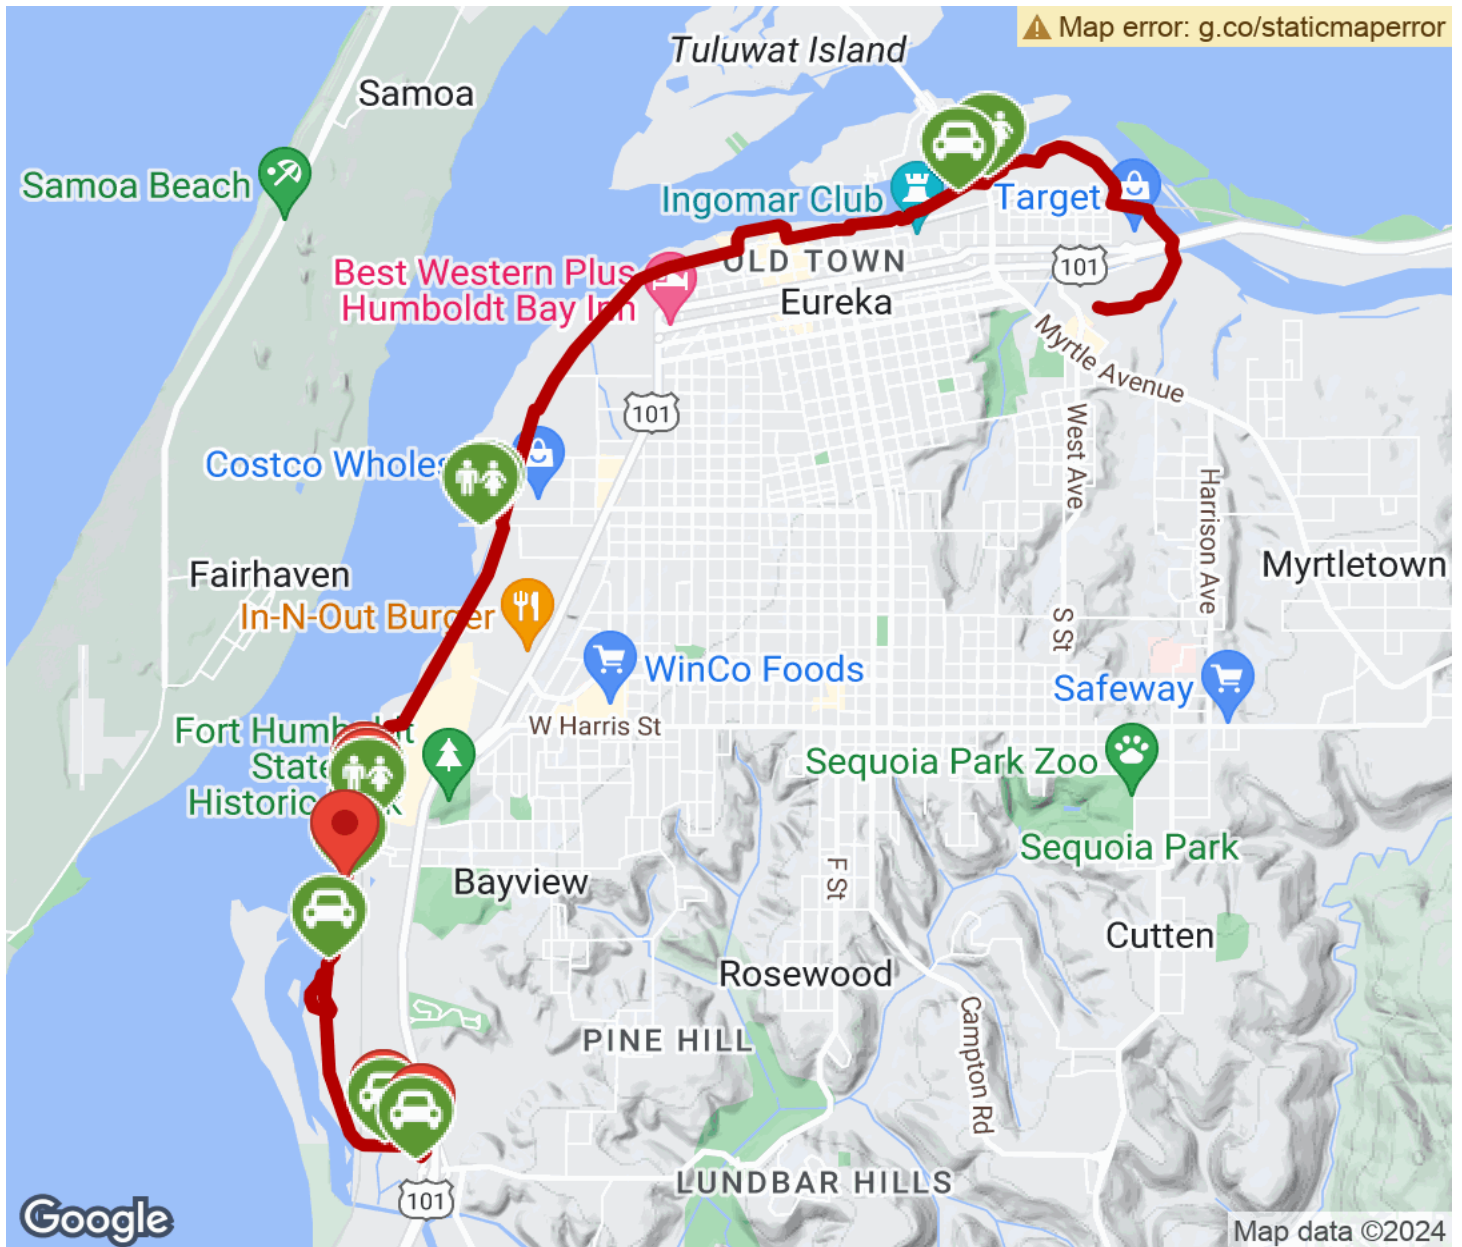 Map error: g.co/staticmaperror
Tuluwat Island
Samoa
Samoa Beach
Ingomar Club
Target
OLD TOWN
101
Best Western Plus
Humboldt Bay Inn
Eureka
Myrtle Avenue
101
West Ave
Costco Wholes
Harrison Ave
Fairhaven
Myrtletown
In-N-Out Burger
S St
WinCo Foods
Safeway
Fort Humboldt
State
Historic
W Harris St
Sequoia Park Zoo
Sequoia Park
Bayview
F St
Cutten
Rosewood
Campton Rd
PINE HILL
LUNDBAR HILLS
101
Google
Map data ©2024